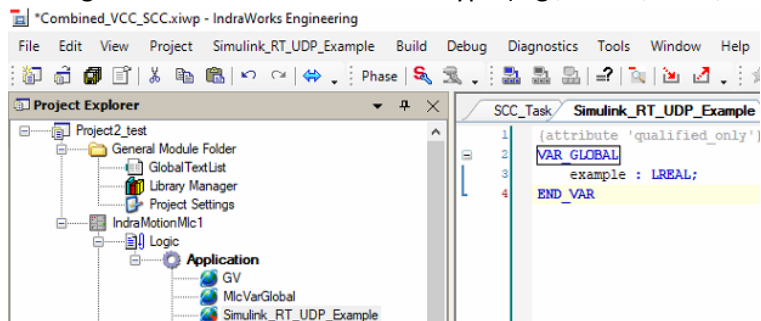 *Combined_VCC_SCC.xiwp - IndraWorks Engineering
File Edit View Project Simulink_RT_UDP_Example Build Debug Diagnostics Tools Window Help
Phase
Project Explorer
Project2_test
General Module Folder
GlobalTextList
Library Manager
Project Settings
IndraMotionMlc1
Logic
Application
GV
MlcVarGlobal
Simulink_RT_UDP_Example
SCC_Task Simulink_RT_UDP_Example
1 {attribute 'qualified_only'}
2 VAR_GLOBAL
3 example : LREAL;
4 END_VAR